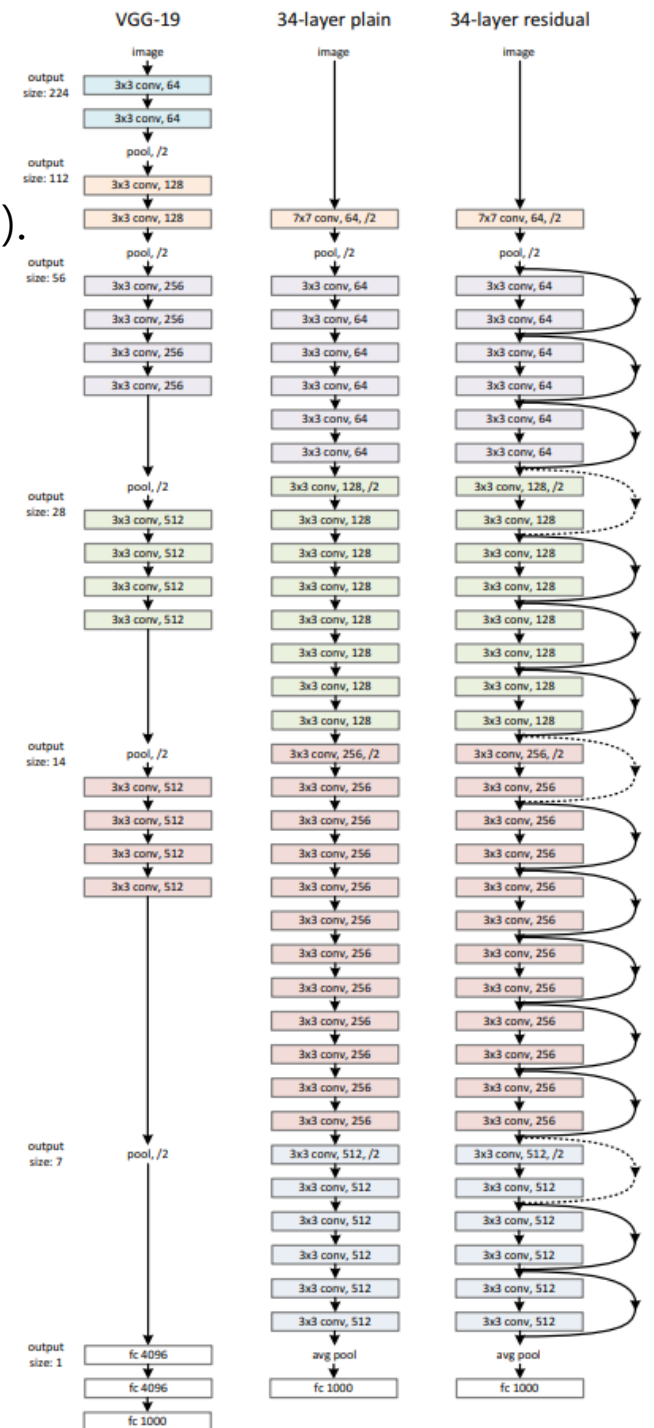 VGG-19
image
output
size: 224
3x3 conv, 64
3x3 conv, 64
pool, /2
output
size: 112
3x3 conv, 128
3x3 conv, 128
).
pool, /2
output
size: 56
3x3 conv, 256
3x3 conv, 256
3x3 conv, 256
3x3 conv, 256
pool, /2
output
size: 28
3x3 conv, 512
3x3 conv, 512
3x3 conv, 512
3x3 conv, 512
pool, /2
output
size: 14
3x3 conv, 512
3x3 conv, 512
3x3 conv, 512
3x3 conv, 512
pool, /2
output
size: 7
output
size: 1
fc 4096
fc 4096
fc 1000
34-layer plain
image
7x7 conv, 64, /2
pool, /2
3x3 conv, 64
3x3 conv, 64
3x3 conv, 64
3x3 conv, 64
3x3 conv, 64
3x3 conv, 64
3x3 conv, 128, /2
3x3 conv, 128
3x3 conv, 128
3x3 conv, 128
3x3 conv, 128
3x3 conv, 128
3x3 conv, 128
3x3 conv, 128
3x3 conv, 256, /2
3x3 conv, 256
3x3 conv, 256
3x3 conv, 256
3x3 conv, 256
3x3 conv, 256
3x3 conv, 256
3x3 conv, 256
3x3 conv, 256
3x3 conv, 256
3x3 conv, 256
3x3 conv, 256
3x3 conv, 512, /2
3x3 conv, 512
3x3 conv, 512
3x3 conv, 512
3x3 conv, 512
3x3 conv, 512
avg pool
fc 1000
34-layer residual
image
7x7 conv, 64, /2
pool, /2
3x3 conv, 64
3x3 conv, 64
3x3 conv, 64
3x3 conv, 64
3x3 conv, 64
3x3 conv, 64
3x3 conv, 128, /2
3x3 conv, 128
3x3 conv, 128
3x3 conv, 128
3x3 conv, 128
3x3 conv, 128
3x3 conv, 128
3x3 conv, 128
3x3 conv, 256, /2
3x3 conv, 256
3x3 conv, 256
3x3 conv, 256
3x3 conv, 256
3x3 conv, 256
3x3 conv, 256
3x3 conv, 256
3x3 conv, 256
3x3 conv, 256
3x3 conv, 256
3x3 conv, 256
3x3 conv, 512, /2
3x3 conv, 512
3x3 conv, 512
3x3 conv, 512
3x3 conv, 512
3x3 conv, 512
avg pool
fc 1000